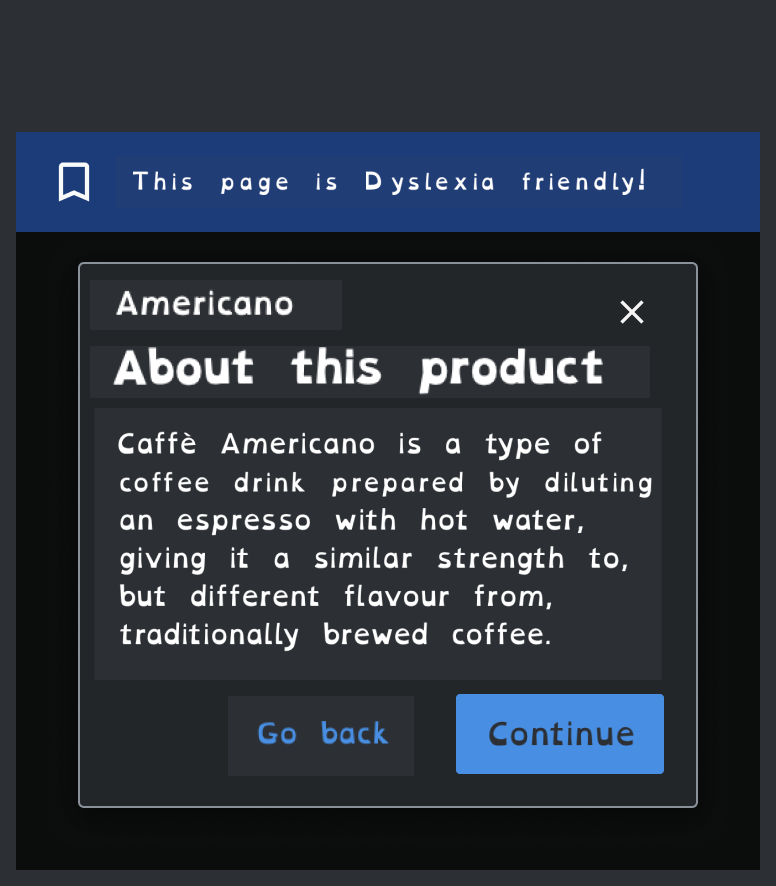 This page is Dyslexia friendly!
Americano
About this product
Caffè Americano is a type of
coffee drink prepared by diluting
an espresso with hot water,
giving it a similar strength to,
but different flavour from,
traditionally brewed coffee.
Go back Continue